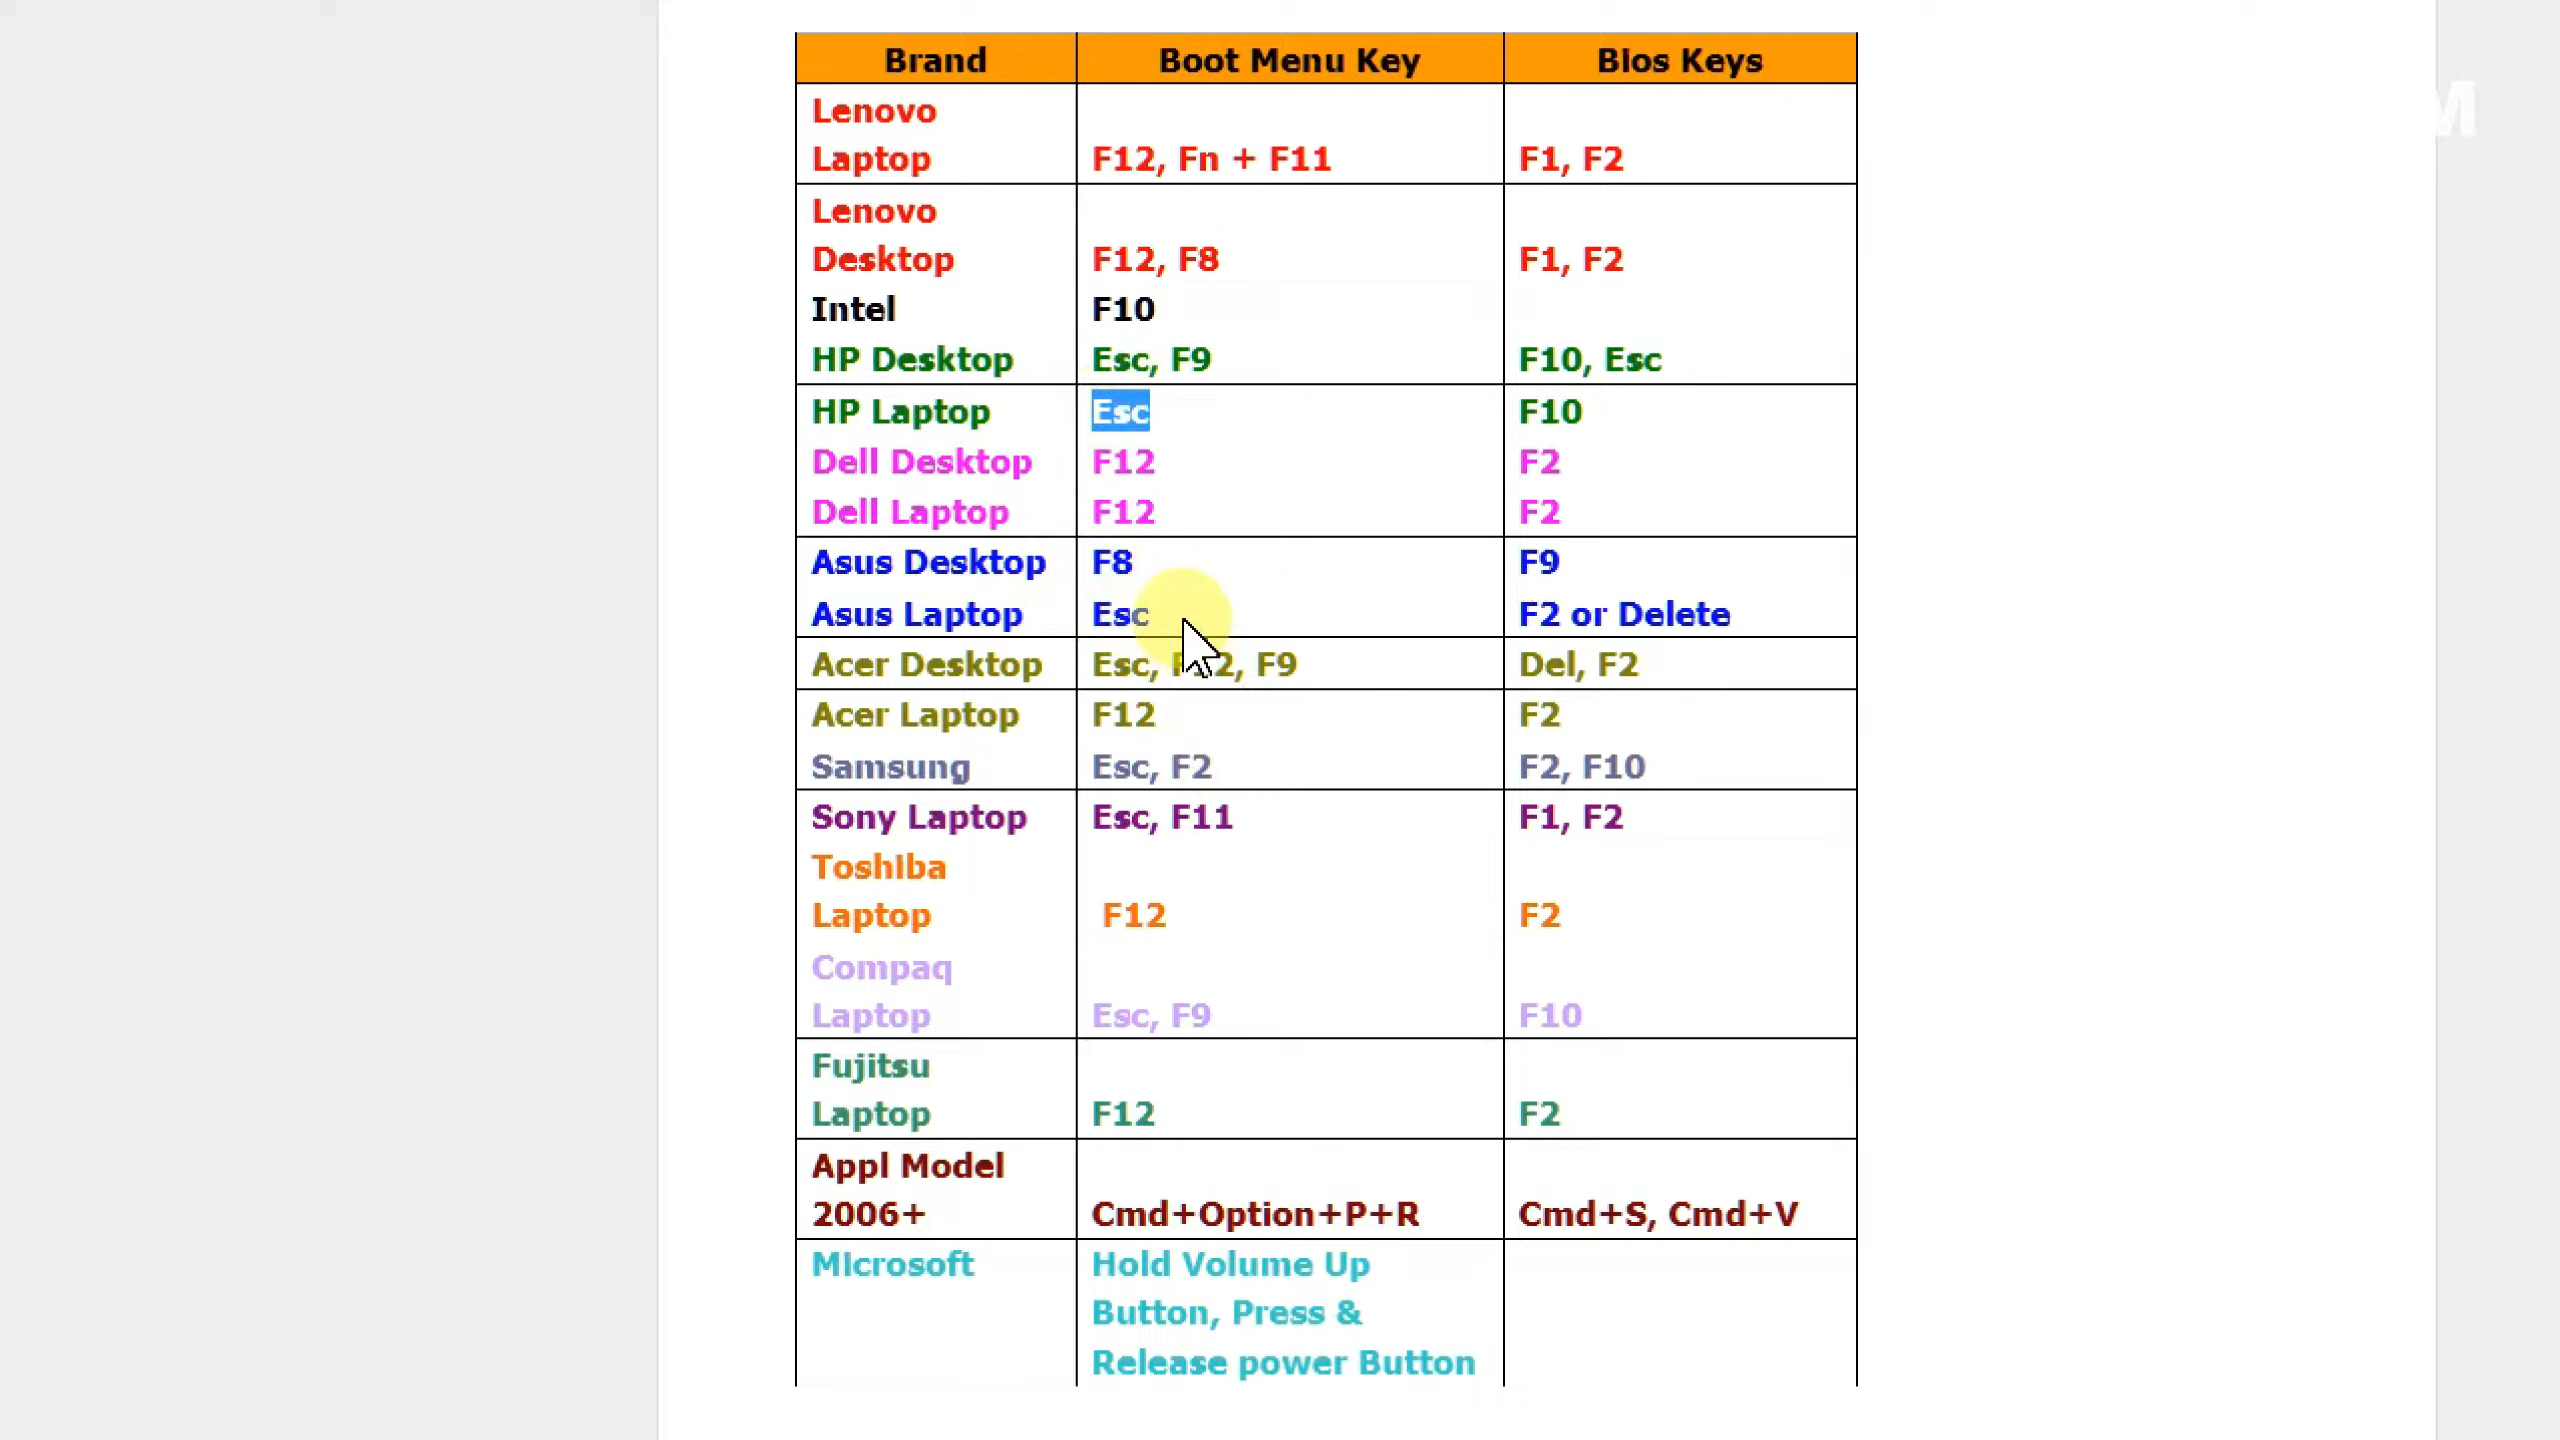 Brand Boot Menu Key Bios Keys
Lenovo
Laptop F12, Fn + F11 F1, F2
Lenovo
Desktop F12, F8 F1, F2
Intel F10
HP Desktop Esc, F9 F10, Esc
HP Laptop Esc F10
Dell Desktop F12 F2
Dell Laptop F12 F2
Asus Desktop F8 F9
Asus Laptop Esc F2 or Delete
Acer Desktop Esc, F12, F9 Del, F2
Acer Laptop F12 F2
Samsung Esc, F2 F2, F10
Sony Laptop Esc, F11 F1, F2
Toshiba
Laptop F12 F2
Compaq
Laptop Esc, F9 F10
Fujitsu
Laptop F12 F2
Appl Model
2006+ Cmd+Option+P+R Cmd+S, Cmd+V
Microsoft Hold Volume Up
Button, Press &
Release power Button